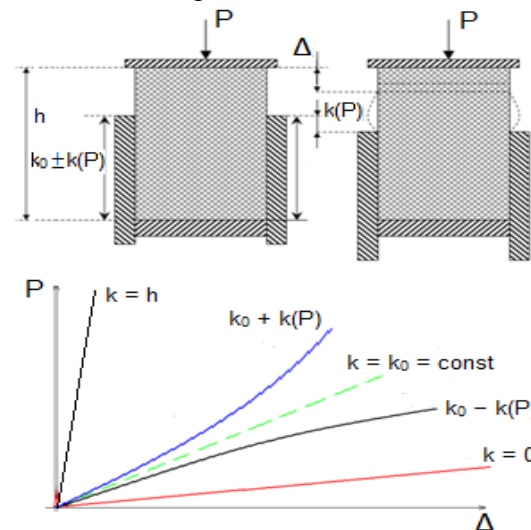 P
P
Δ
h
k(P)
k₀ ± k(P)
P
k = h
k₀ + k(P)
k = k₀ = const
k₀ − k(P
k = 0
Δ